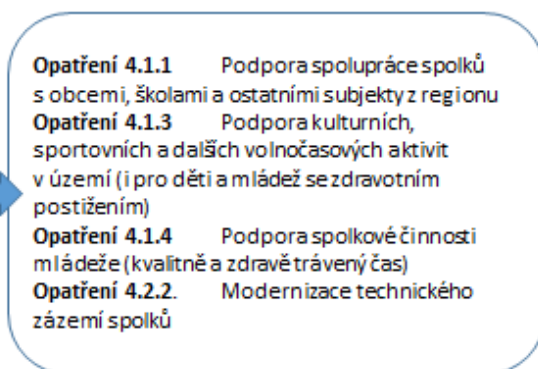 Opatření 4.1.1 Podpora spolupráce spolků
s obcemi, školami a ostatními subjekty z regionu
Opatření 4.1.3 Podpora kulturních,
sportovních a dalších volnočasových aktivit
v území (i pro děti a mládež se zdravotním
postižením)
Opatření 4.1.4 Podpora spolkové činnosti
mládeže (kvalitně a zdravě trávený čas)
Opatření 4.2.2. Modernizace technického
zázemí spolků